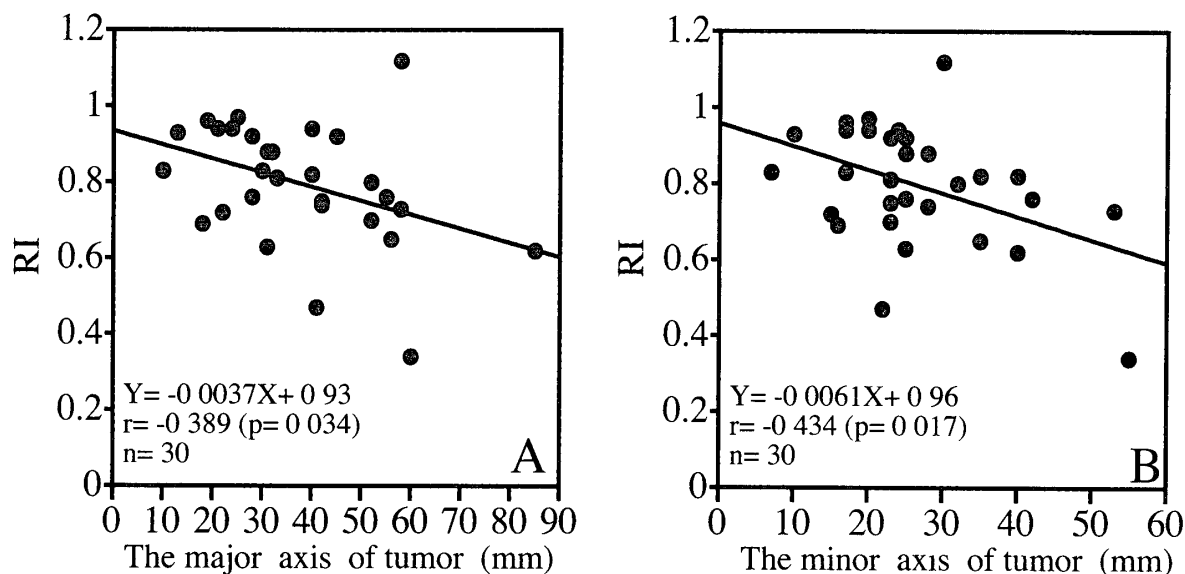 1.2
1
0.8
0.6
0.4
0.2
0
RI
Y= -0 0037X+ 0 93
r= -0 389 (p= 0 034)
n= 30
A
0 10 20 30 40 50 60 70 80 90
The major axis of tumor (mm)
1.2
1
0.8
0.6
0.4
0.2
0
RI
Y= -0 0061X+ 0 96
r= -0 434 (p= 0 017)
n= 30
B
0 10 20 30 40 50 60
The minor axis of tumor (mm)